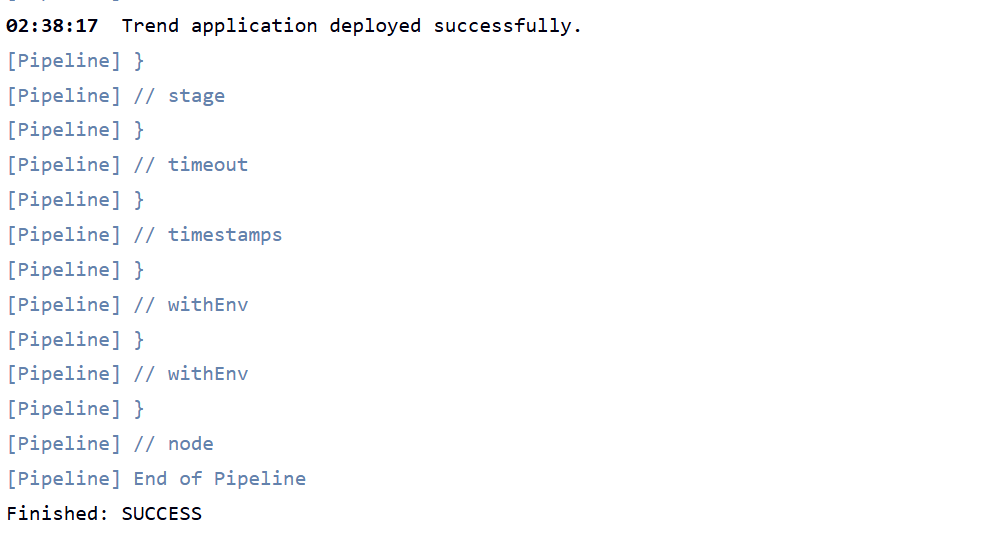 02:38:17  Trend application deployed successfully.
[Pipeline] }
[Pipeline] // stage
[Pipeline] }
[Pipeline] // timeout
[Pipeline] }
[Pipeline] // timestamps
[Pipeline] }
[Pipeline] // withEnv
[Pipeline] }
[Pipeline] // withEnv
[Pipeline] }
[Pipeline] // node
[Pipeline] End of Pipeline
Finished: SUCCESS